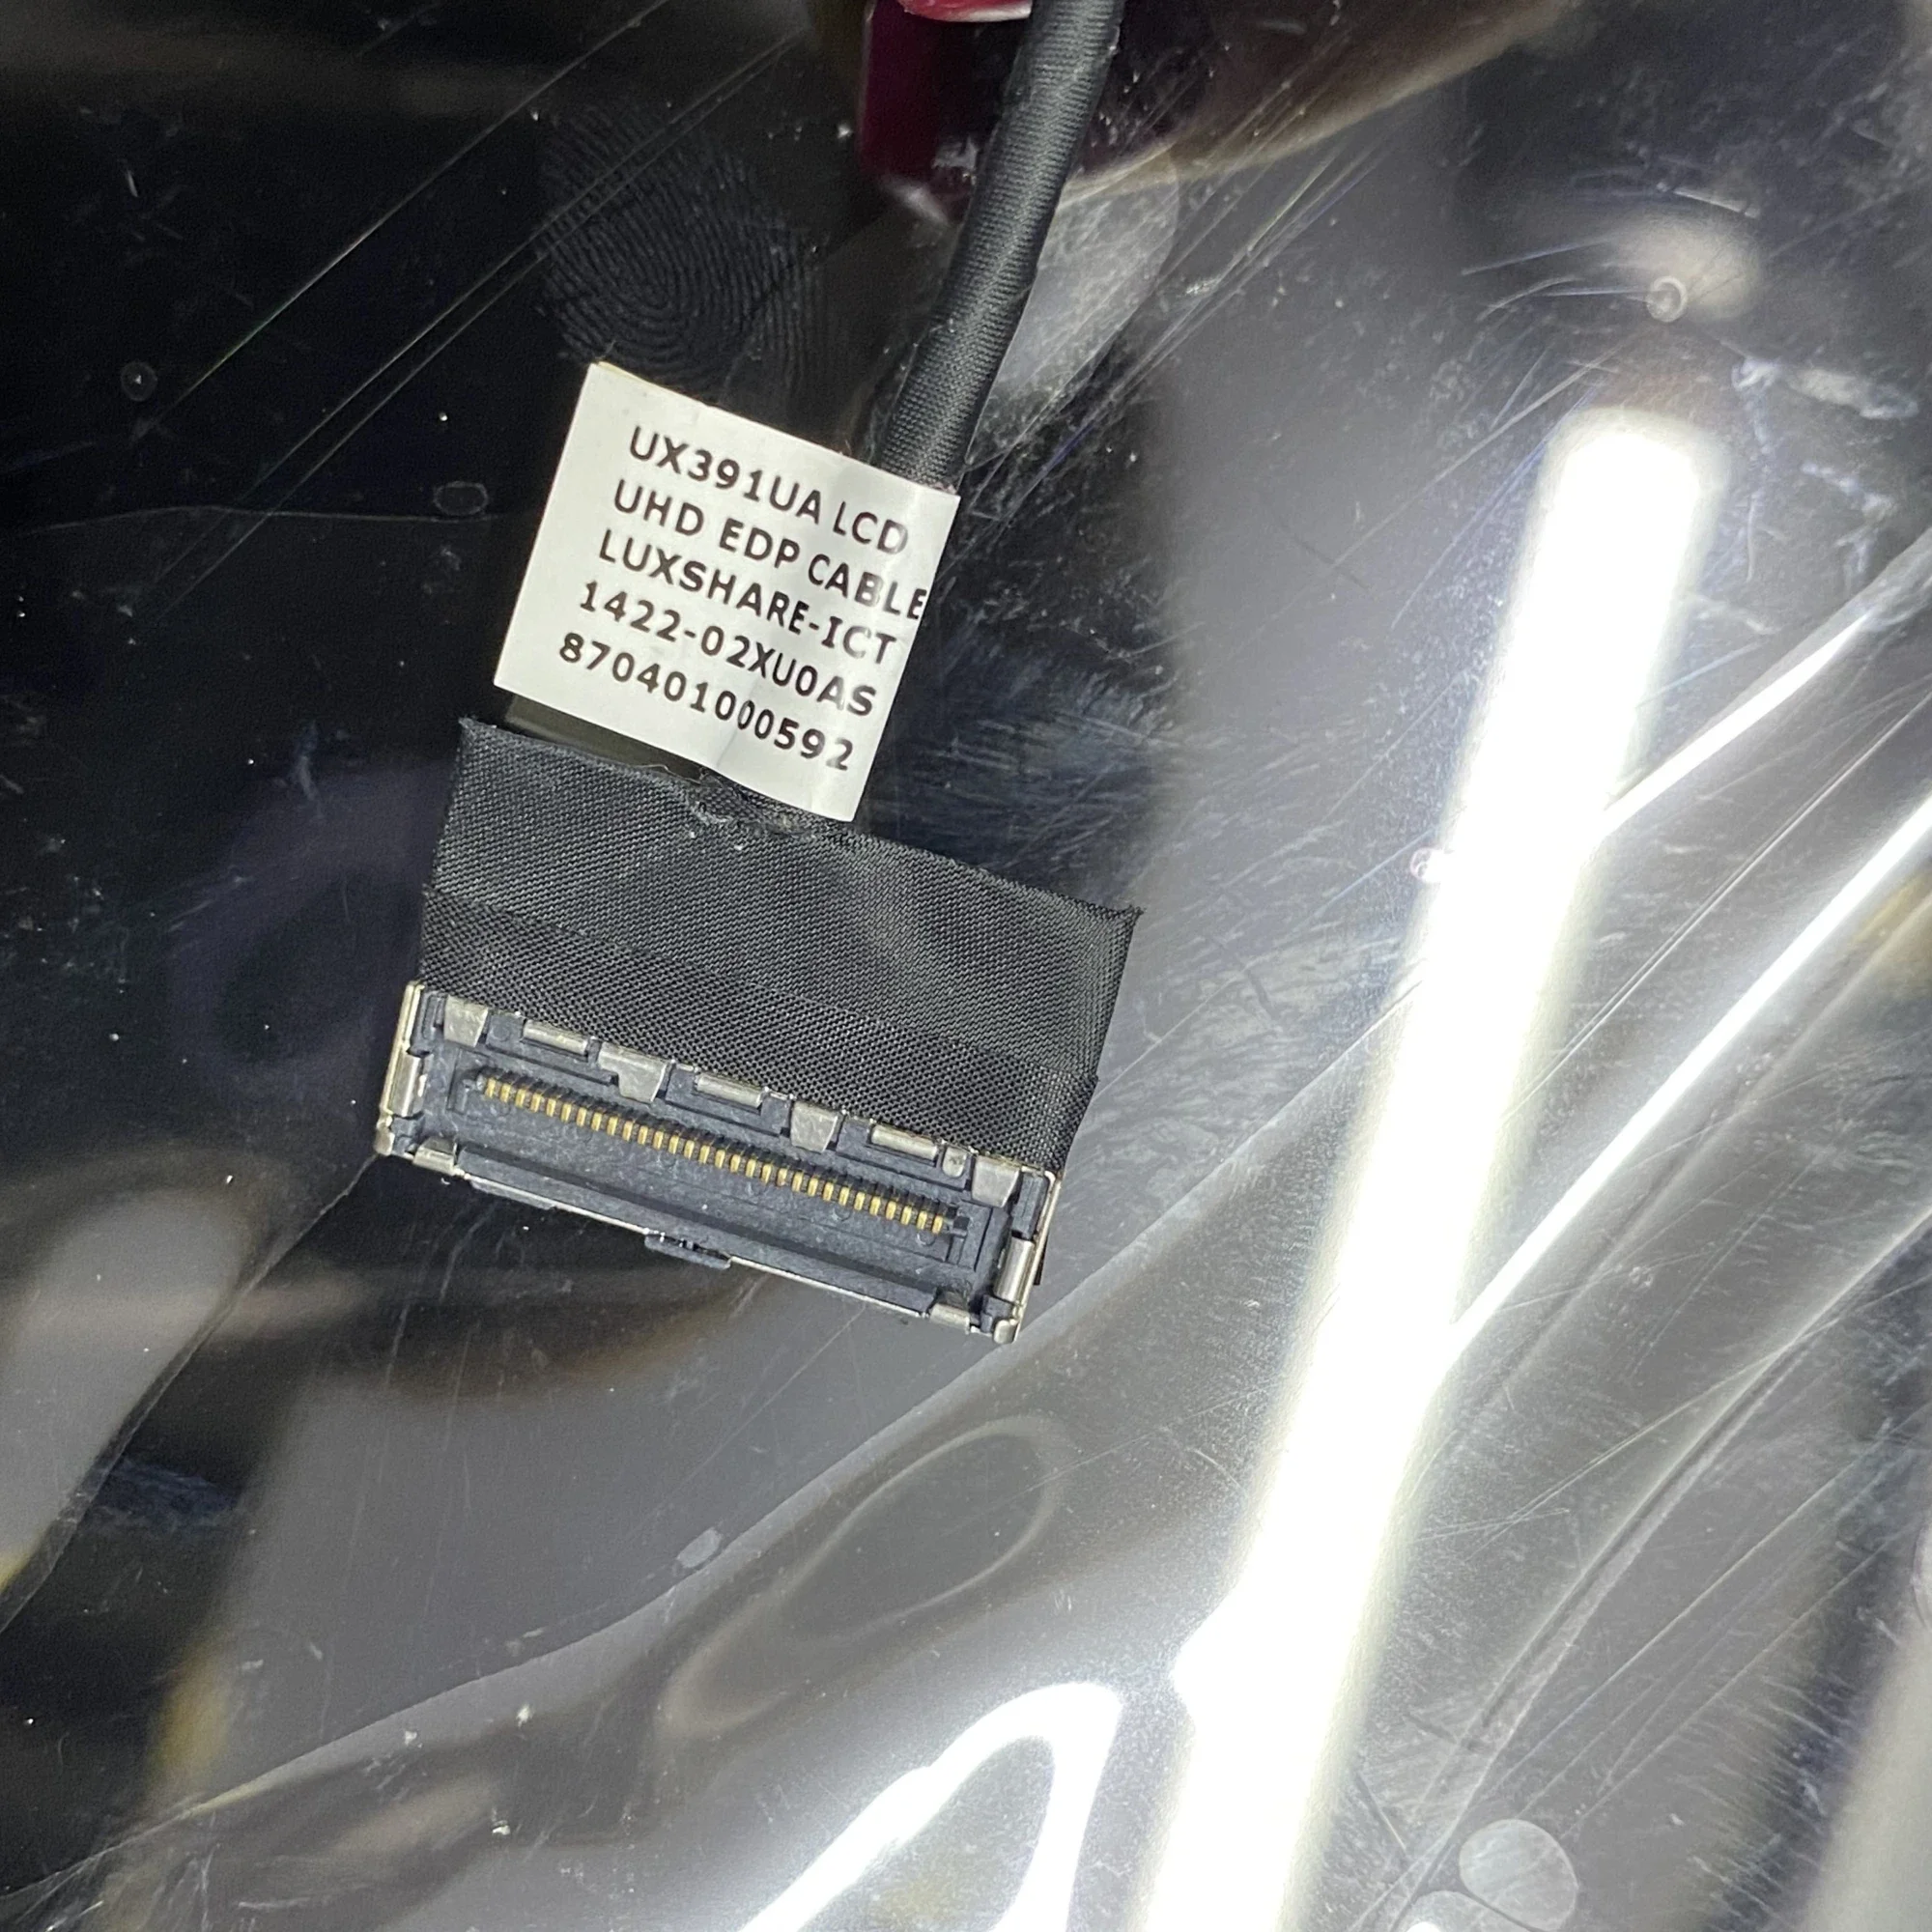 UX391UA LCD
UHD EDP CABLE
LUXSHARE-ICT
1422-02XU0AS
870401000592